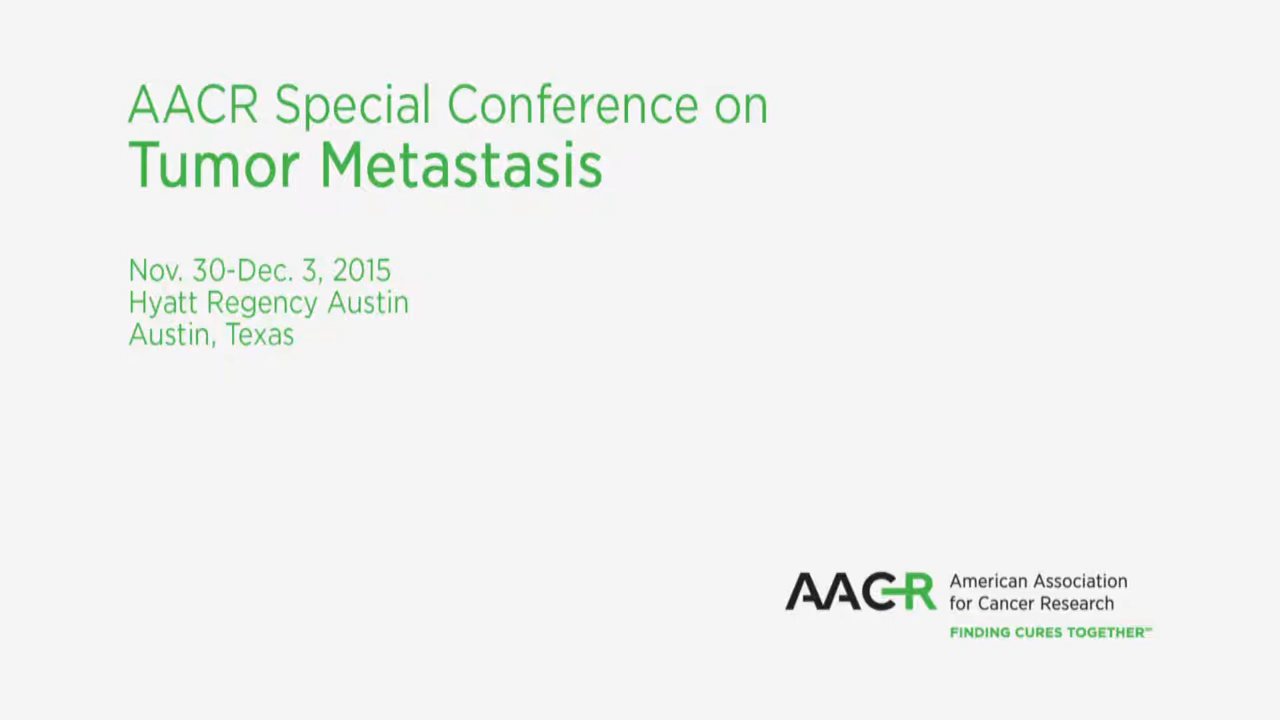 AACR Special Conference on
Tumor Metastasis
Nov. 30-Dec. 3, 2015
Hyatt Regency Austin
Austin, Texas
AACR
American Association
for Cancer Research
FINDING CURES TOGETHER℠